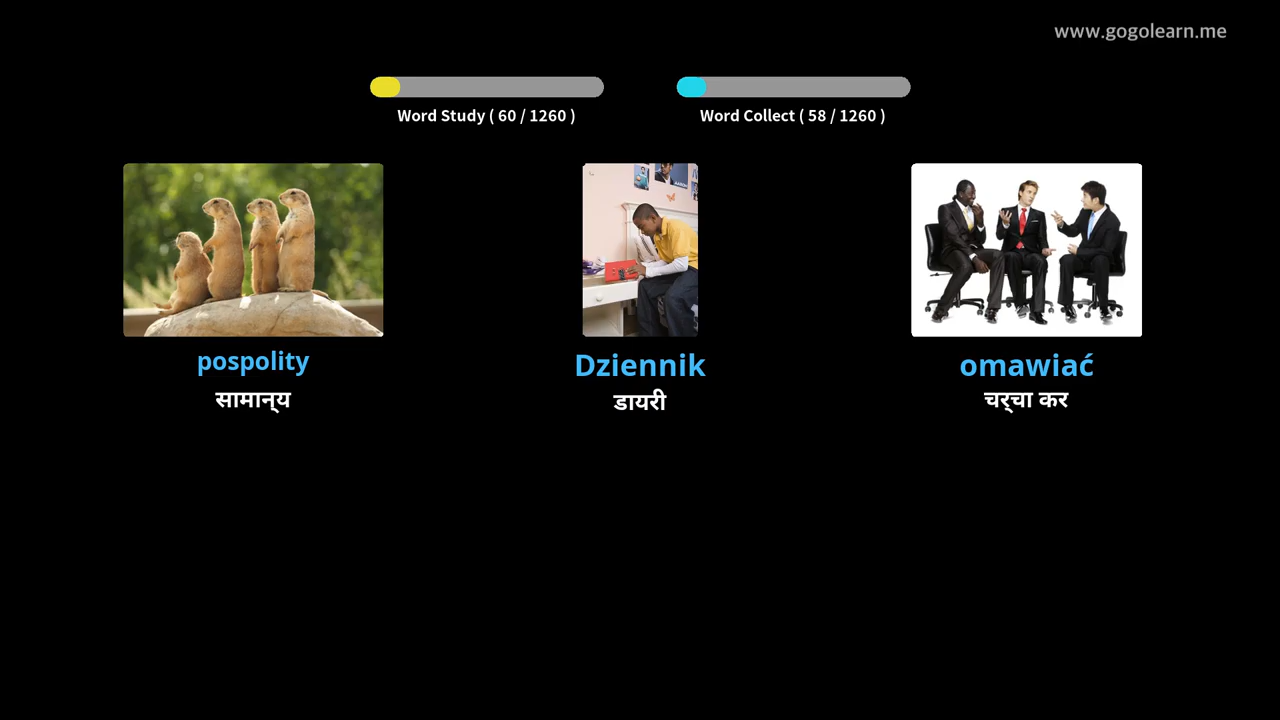 www.gogolearn.me
Word Study ( 60 / 1260 )
Word Collect ( 58 / 1260 )
pospolity
सामान्‍य
Dziennik
डायरी
omawiać
चर्‍चा कर